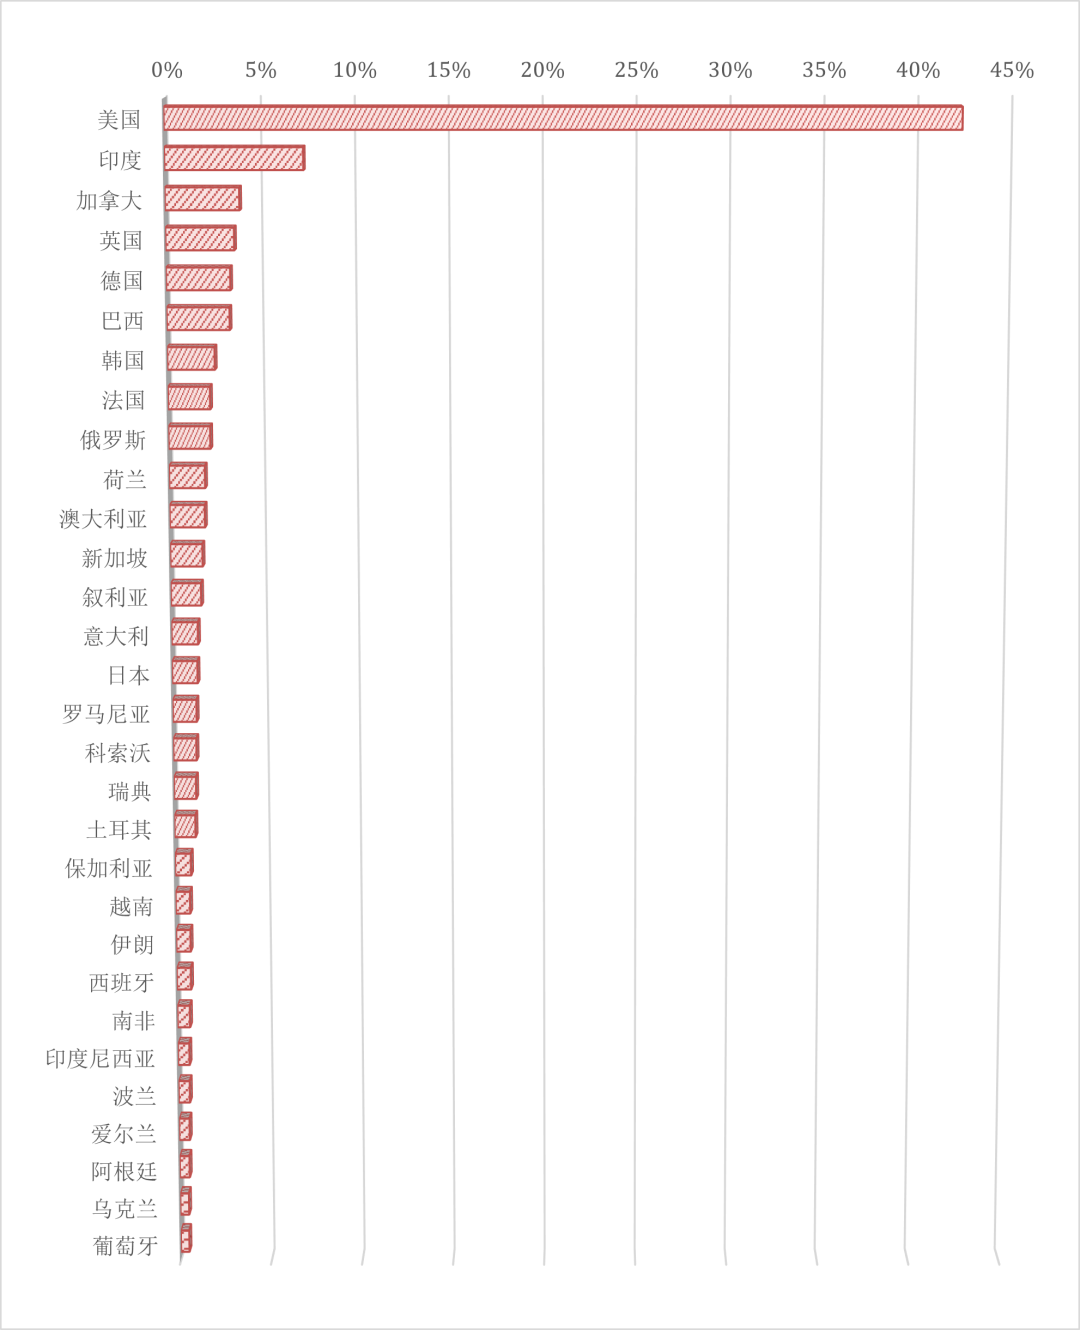 0% 5% 10% 15% 20% 25% 30% 35% 40% 45%
美国
印度
加拿大
英国
德国
巴西
韩国
法国
俄罗斯
荷兰
澳大利亚
新加坡
叙利亚
意大利
日本
罗马尼亚
科索沃
瑞典
土耳其
保加利亚
越南
伊朗
西班牙
南非
印度尼西亚
波兰
爱尔兰
阿根廷
乌克兰
葡萄牙